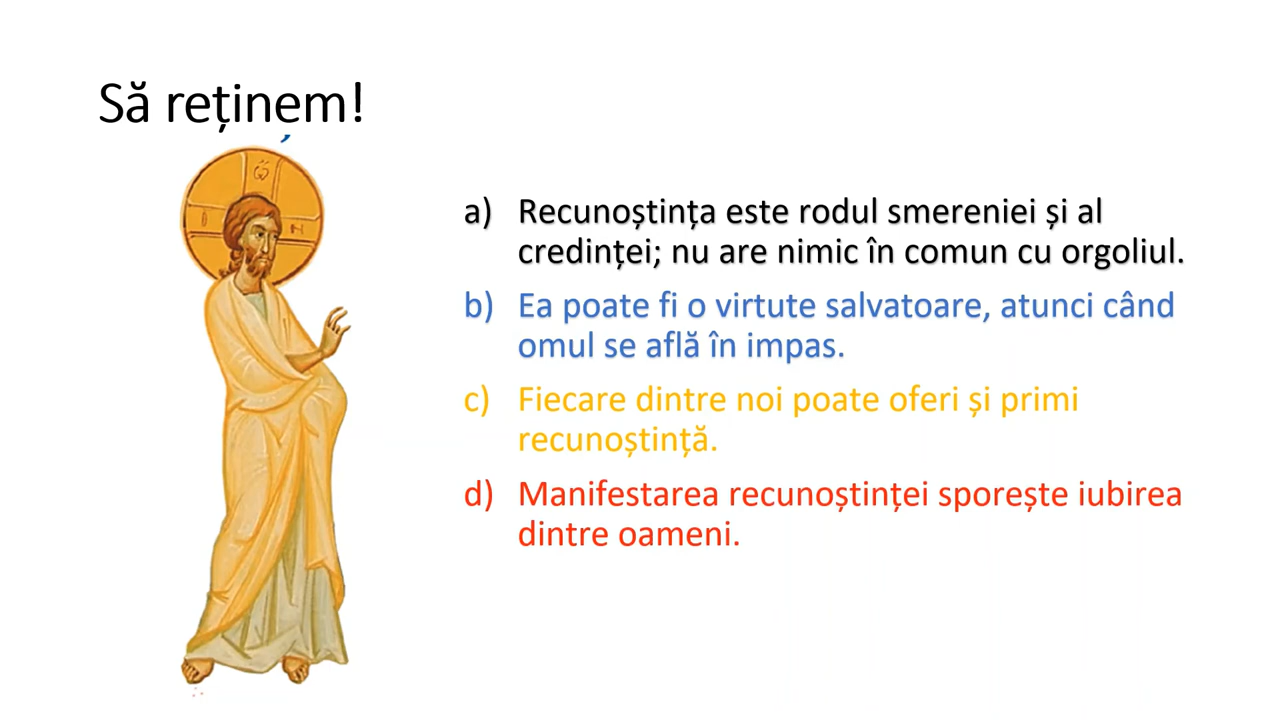 Să reținem!
a) Recunoștința este rodul smereniei și al
credinței; nu are nimic în comun cu orgoliul.
b) Ea poate fi o virtute salvatoare, atunci când
omul se află în impas.
c) Fiecare dintre noi poate oferi și primi
recunoștință.
d) Manifestarea recunoștinței sporește iubirea
dintre oameni.